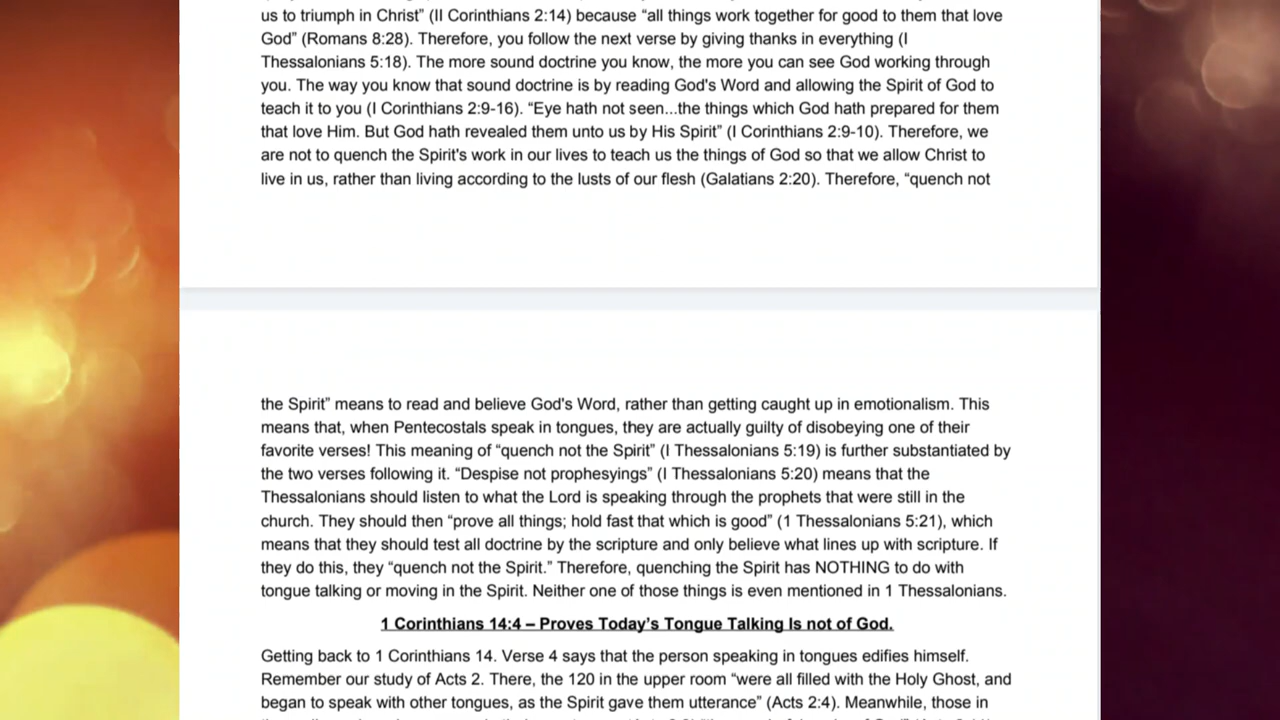 us to triumph in Christ” (II Corinthians 2:14) because “all things work together for good to them that love
God” (Romans 8:28). Therefore, you follow the next verse by giving thanks in everything (I
Thessalonians 5:18). The more sound doctrine you know, the more you can see God working through
you. The way you know that sound doctrine is by reading God's Word and allowing the Spirit of God to
teach it to you (I Corinthians 2:9-16). “Eye hath not seen...the things which God hath prepared for them
that love Him. But God hath revealed them unto us by His Spirit” (I Corinthians 2:9-10). Therefore, we
are not to quench the Spirit's work in our lives to teach us the things of God so that we allow Christ to
live in us, rather than living according to the lusts of our flesh (Galatians 2:20). Therefore, “quench not
the Spirit” means to read and believe God's Word, rather than getting caught up in emotionalism. This
means that, when Pentecostals speak in tongues, they are actually guilty of disobeying one of their
favorite verses! This meaning of “quench not the Spirit” (I Thessalonians 5:19) is further substantiated by
the two verses following it. “Despise not prophesyings” (I Thessalonians 5:20) means that the
Thessalonians should listen to what the Lord is speaking through the prophets that were still in the
church. They should then “prove all things; hold fast that which is good” (1 Thessalonians 5:21), which
means that they should test all doctrine by the scripture and only believe what lines up with scripture. If
they do this, they “quench not the Spirit.” Therefore, quenching the Spirit has NOTHING to do with
tongue talking or moving in the Spirit. Neither one of those things is even mentioned in 1 Thessalonians.
1 Corinthians 14:4 – Proves Today’s Tongue Talking Is not of God.
Getting back to 1 Corinthians 14. Verse 4 says that the person speaking in tongues edifies himself.
Remember our study of Acts 2. There, the 120 in the upper room “were all filled with the Holy Ghost, and
began to speak with other tongues, as the Spirit gave them utterance” (Acts 2:4). Meanwhile, those in